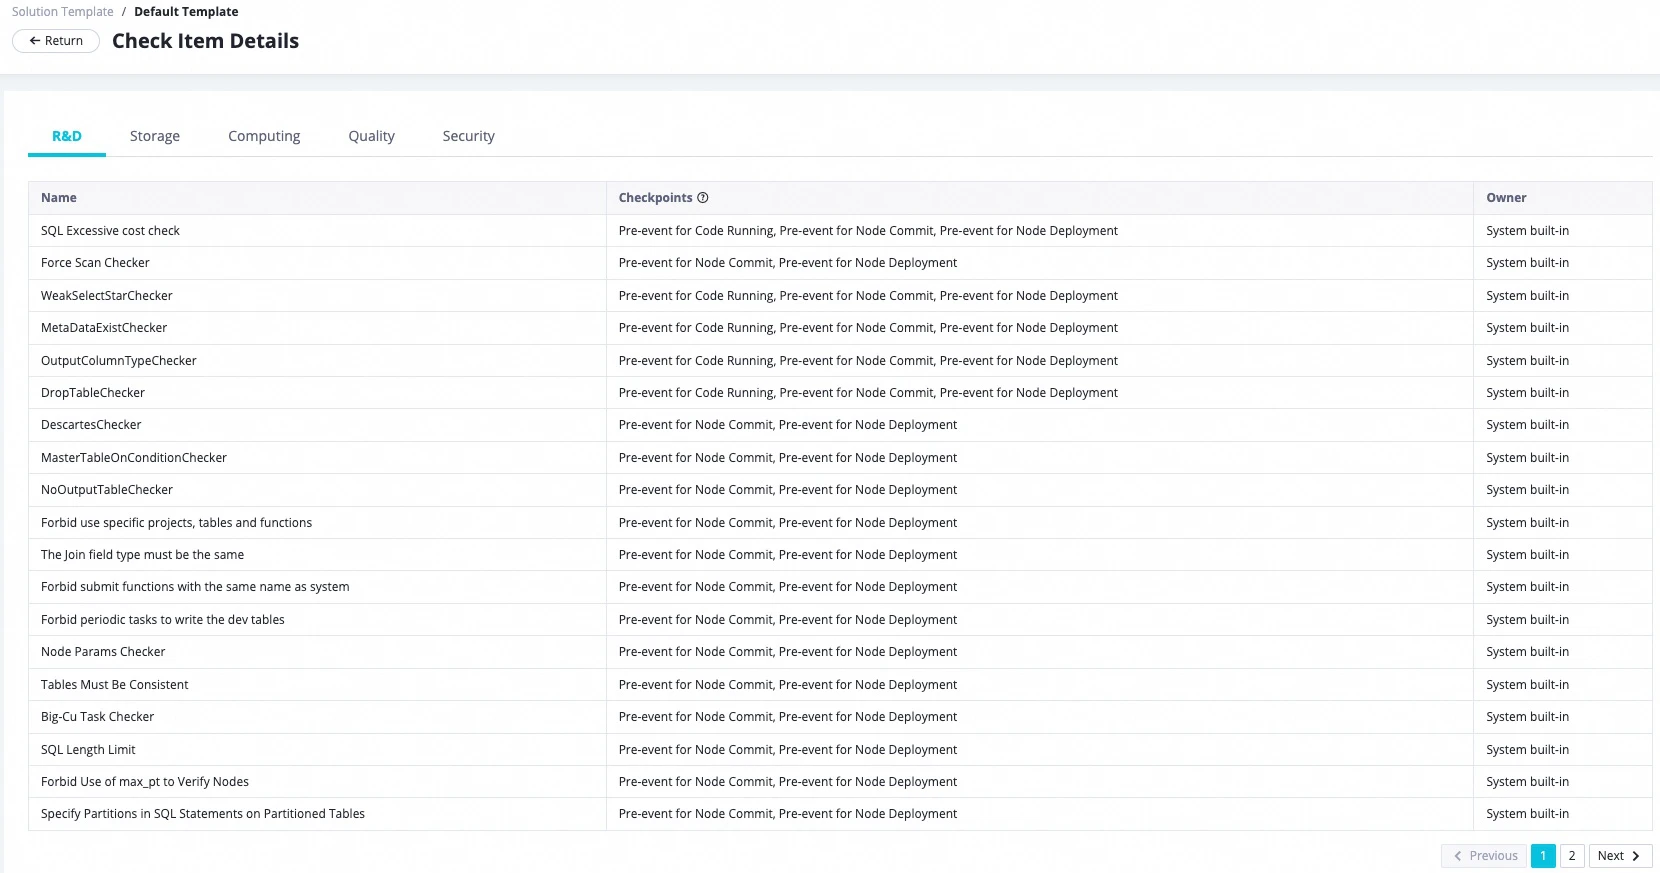 Solution Template / Default Template
← Return Check Item Details
R&D Storage Computing Quality Security
Name Checkpoints ? Owner
SQL Excessive cost check Pre-event for Code Running, Pre-event for Node Commit, Pre-event for Node Deployment System built-in
Force Scan Checker Pre-event for Node Commit, Pre-event for Node Deployment System built-in
WeakSelectStarChecker Pre-event for Code Running, Pre-event for Node Commit, Pre-event for Node Deployment System built-in
MetaDataExistChecker Pre-event for Code Running, Pre-event for Node Commit, Pre-event for Node Deployment System built-in
OutputColumnTypeChecker Pre-event for Code Running, Pre-event for Node Commit, Pre-event for Node Deployment System built-in
DropTableChecker Pre-event for Code Running, Pre-event for Node Commit, Pre-event for Node Deployment System built-in
DescartesChecker Pre-event for Node Commit, Pre-event for Node Deployment System built-in
MasterTableOnConditionChecker Pre-event for Node Commit, Pre-event for Node Deployment System built-in
NoOutputTableChecker Pre-event for Node Commit, Pre-event for Node Deployment System built-in
Forbid use specific projects, tables and functions Pre-event for Node Commit, Pre-event for Node Deployment System built-in
The Join field type must be the same Pre-event for Node Commit, Pre-event for Node Deployment System built-in
Forbid submit functions with the same name as system Pre-event for Node Commit, Pre-event for Node Deployment System built-in
Forbid periodic tasks to write the dev tables Pre-event for Node Commit, Pre-event for Node Deployment System built-in
Node Params Checker Pre-event for Node Commit, Pre-event for Node Deployment System built-in
Tables Must Be Consistent Pre-event for Node Commit, Pre-event for Node Deployment System built-in
Big-Cu Task Checker Pre-event for Node Commit, Pre-event for Node Deployment System built-in
SQL Length Limit Pre-event for Node Commit, Pre-event for Node Deployment System built-in
Forbid Use of max_pt to Verify Nodes Pre-event for Node Commit, Pre-event for Node Deployment System built-in
Specify Partitions in SQL Statements on Partitioned Tables Pre-event for Node Commit, Pre-event for Node Deployment System built-in
Previous 1 2 Next